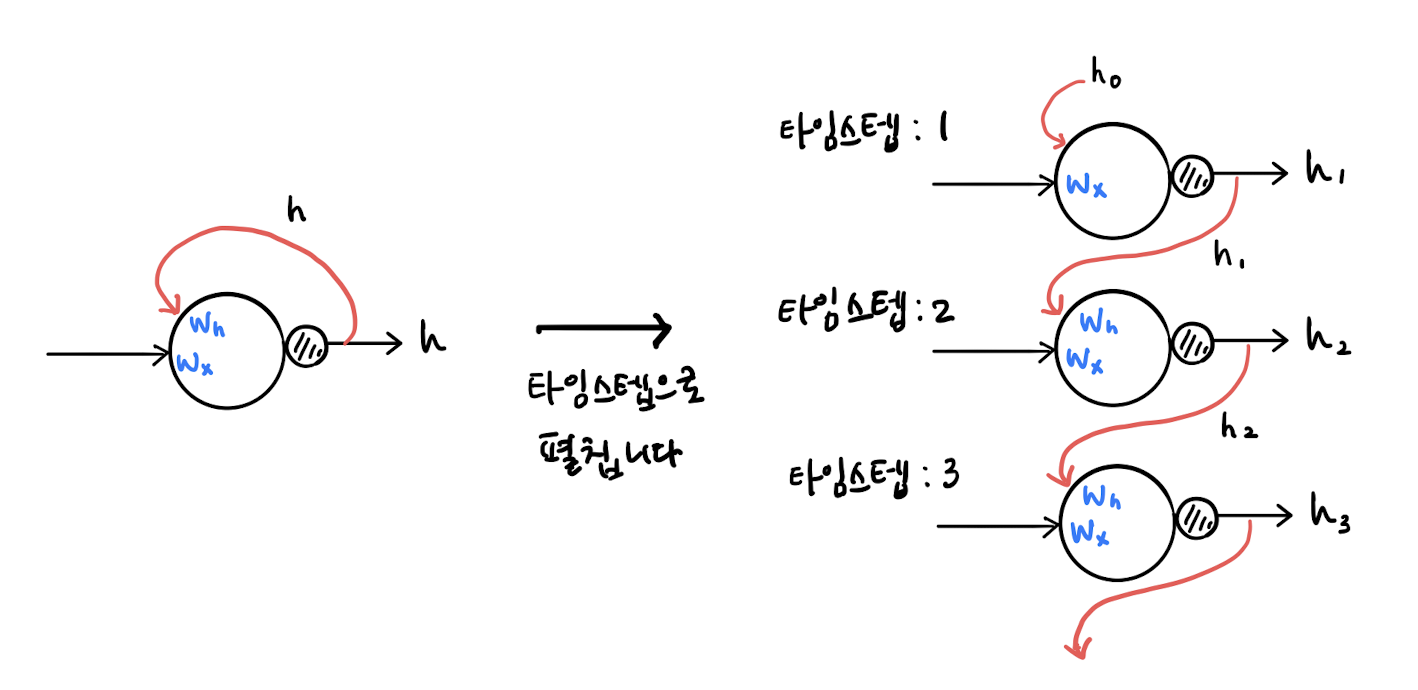 h
Wh
Wx
h
타임스텝으로
펼칩니다
h₀
타임스텝 : 1
Wx
h₁
h₁
타임스텝 : 2
Wh
Wx
h₂
h₂
타임스텝 : 3
Wh
Wx
h₃